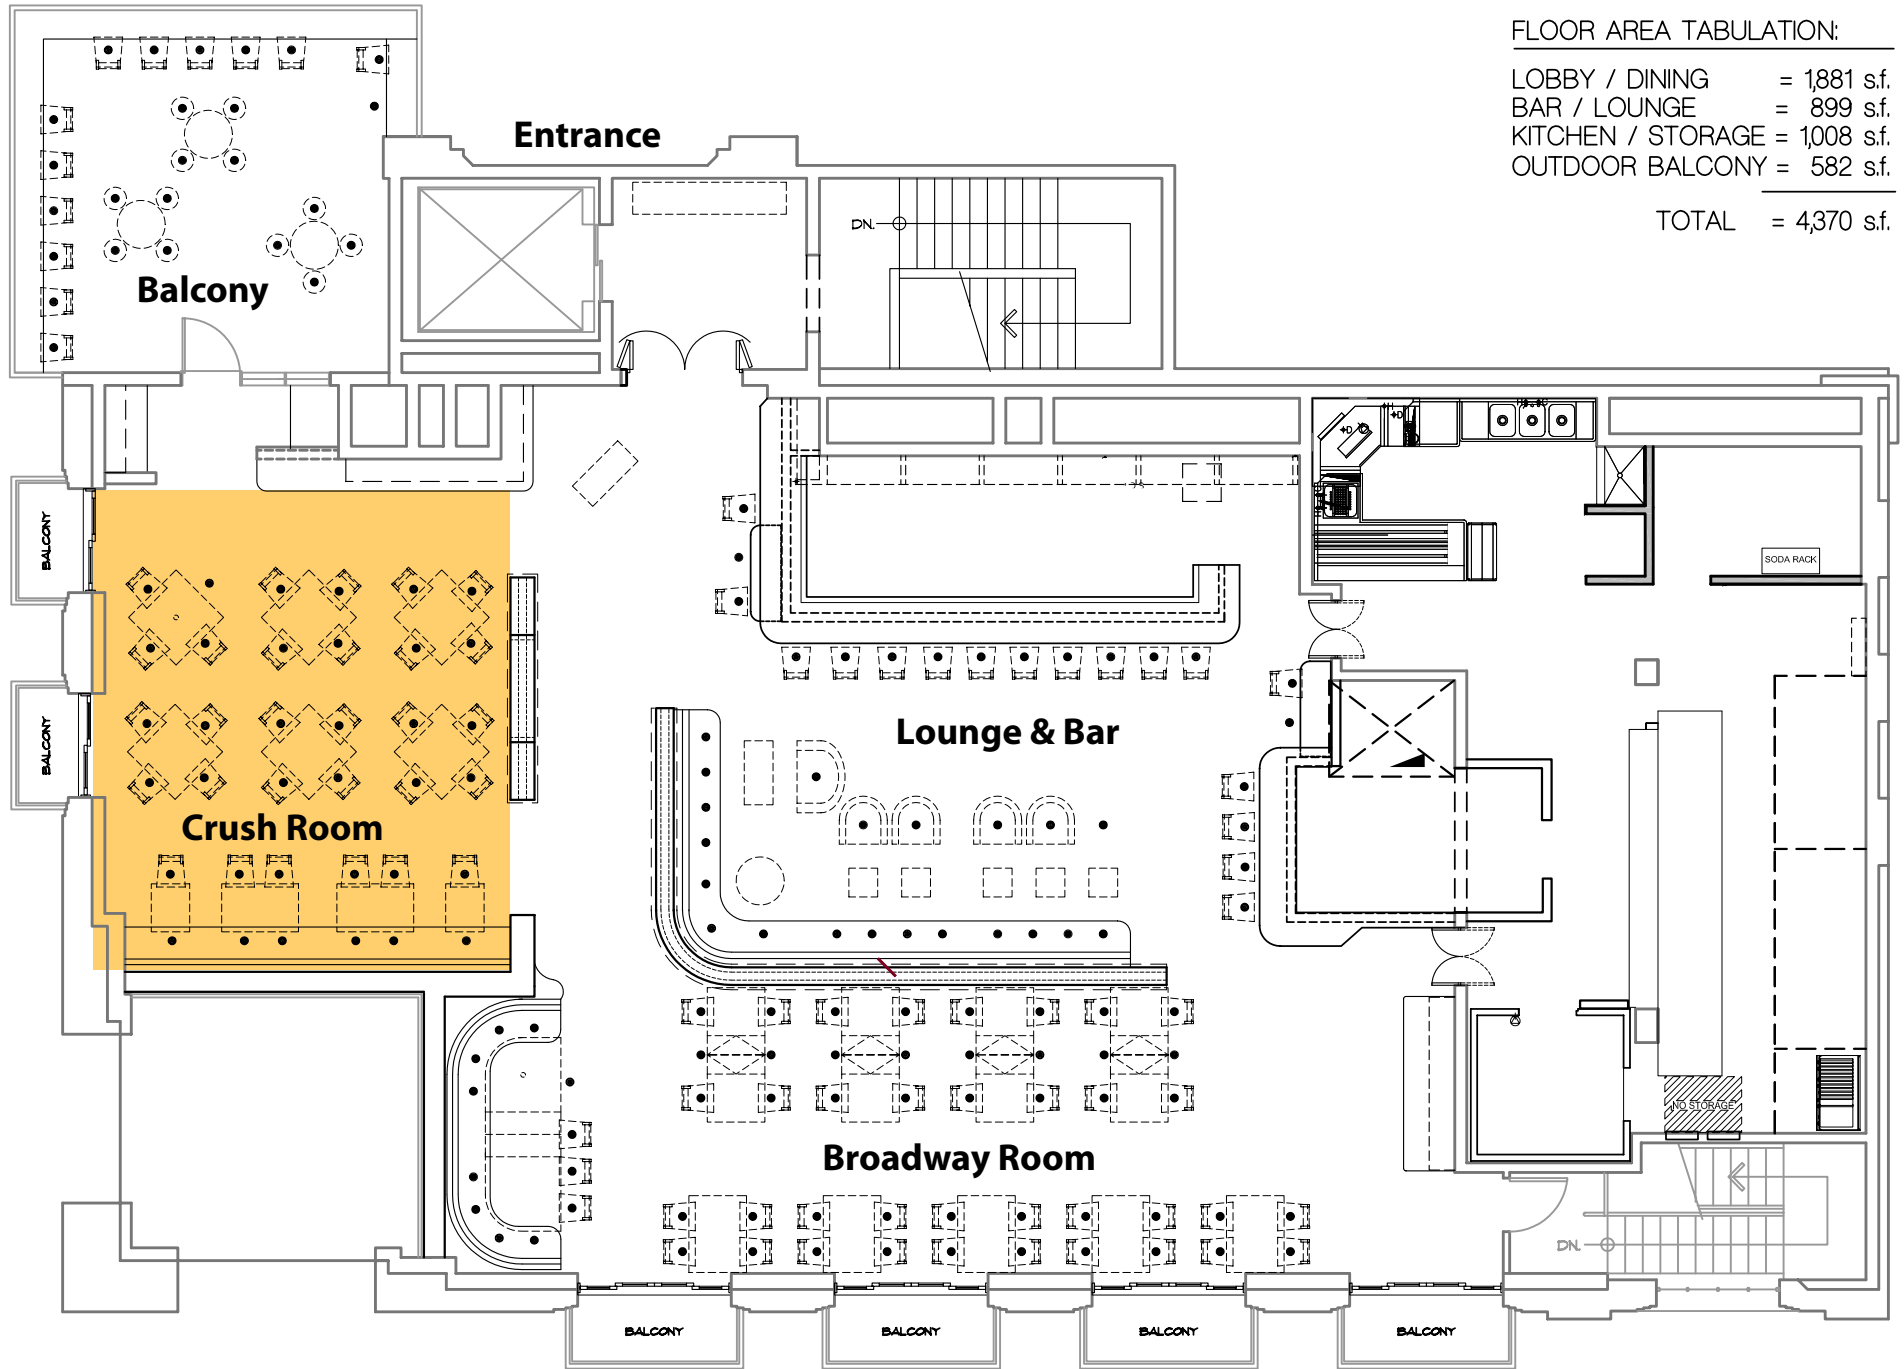 FLOOR AREA TABULATION:
LOBBY / DINING = 1,881 s.f.
BAR / LOUNGE = 899 s.f.
KITCHEN / STORAGE = 1,008 s.f.
OUTDOOR BALCONY = 582 s.f.
TOTAL = 4,370 s.f.
Entrance
DN.
Balcony
BALCONY
SODA RACK
BALCONY
Lounge & Bar
Crush Room
NO STORAGE
Broadway Room
DN.
BALCONY
BALCONY
BALCONY
BALCONY